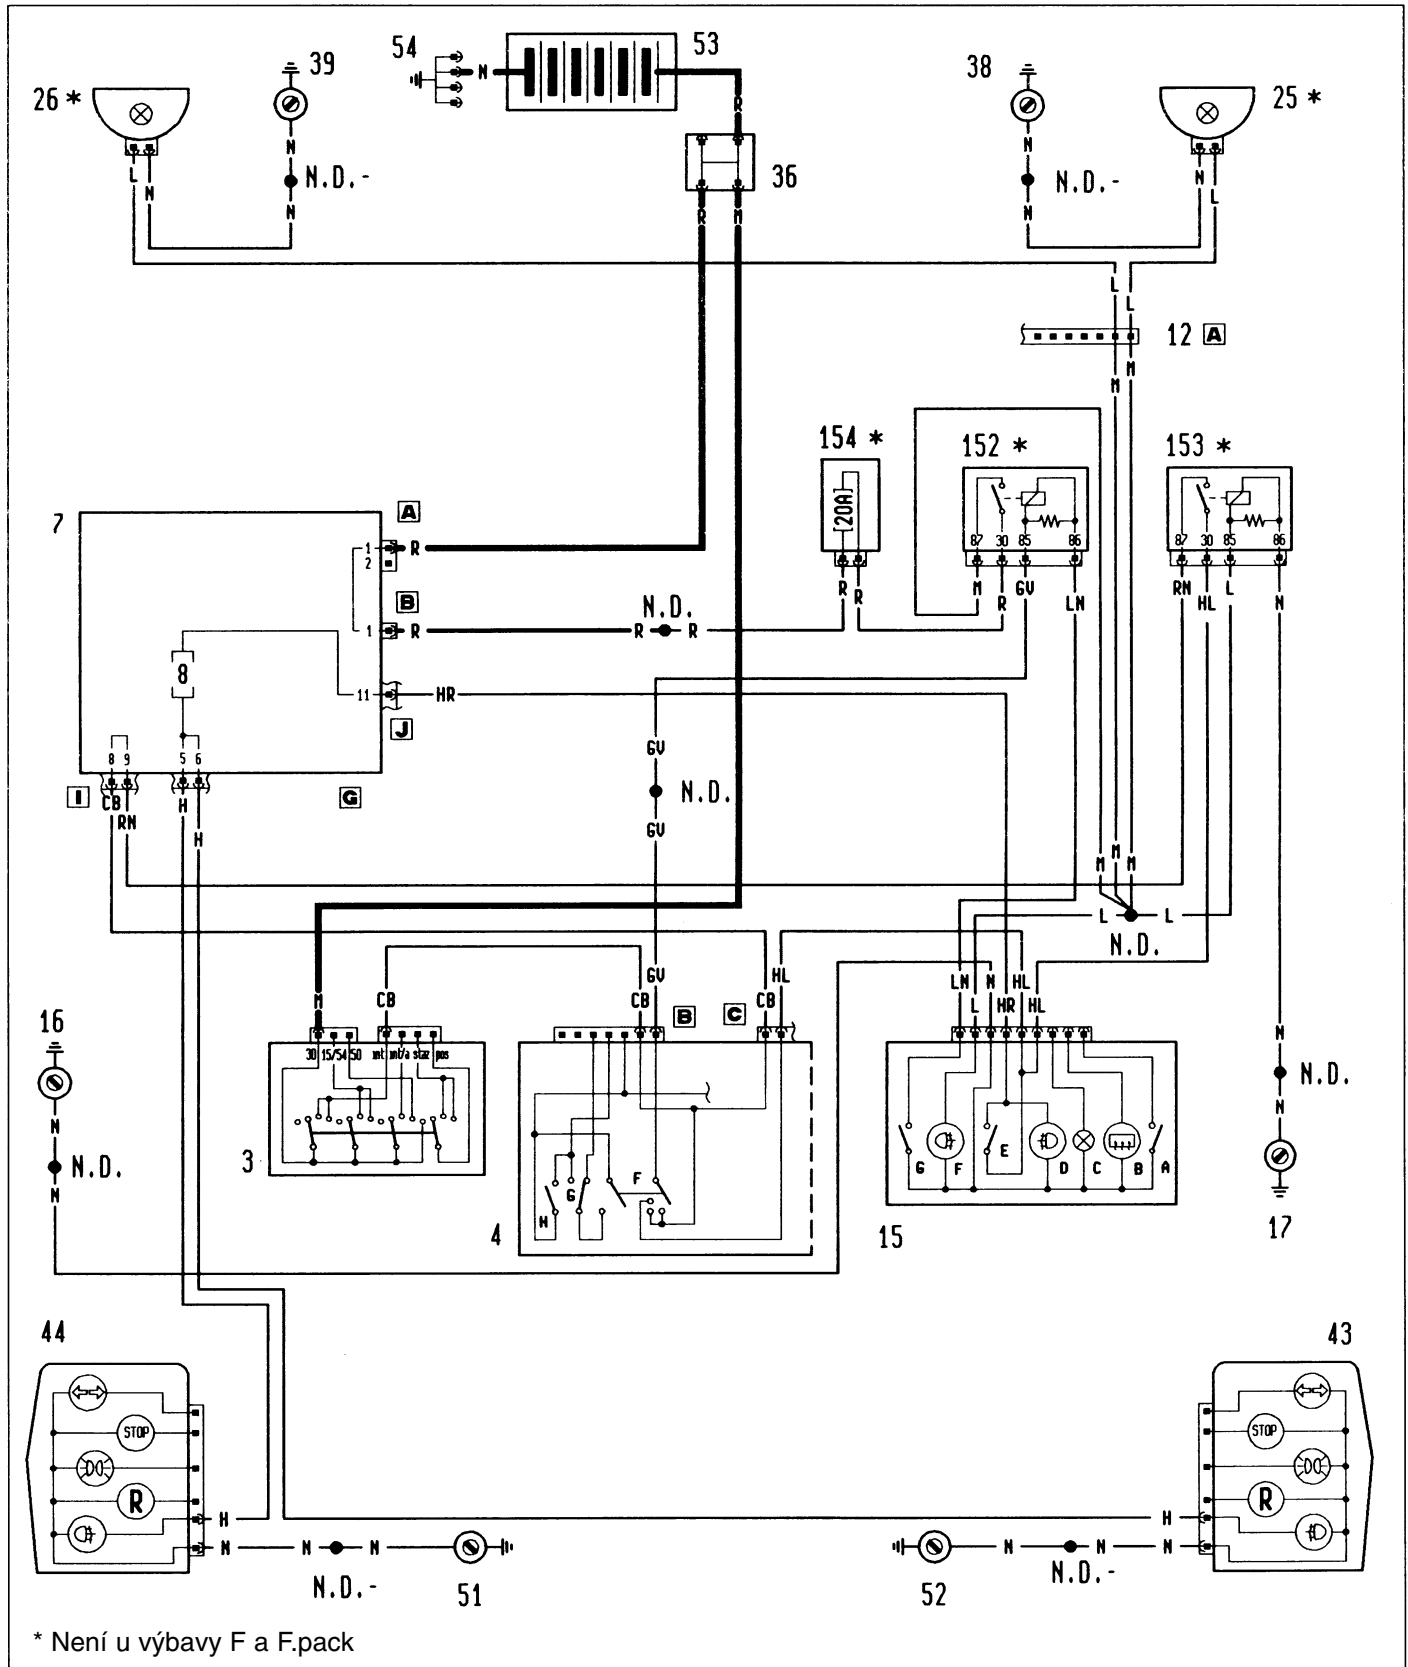 54
53
26 *
39
38
25 *
N
R
N
N.D.-
N
L
N
36
R
M
N
N.D.-
N
N
L
L
L
12 A
M
M
154 *
152 *
153 *
20A
87 30 85 86
87 30 85 86
7
A
1
2
R
B
1
R
N.D.
R
R
R
R
M
R
GV
LN
RN
HL
L
N
8
11
HR
J
GV
N.D.
GV
8 9
5 6
I
CB
RN
H
H
G
M
M
M
L
L
N.D.
M
CB
GV
CB
B
C
CB
HL
LN
L
N
HR
HL
HL
16
N
N.D.
N
30 15/54 50
int int/a staz pos
3
F
G
H
4
G
F
E
D
C
B
A
15
N
N.D.
N
17
44
STOP
R
H
N
N
N
N.D.-
51
43
STOP
R
H
N
N
N
N.D.-
52
* Není u výbavy F a F.pack